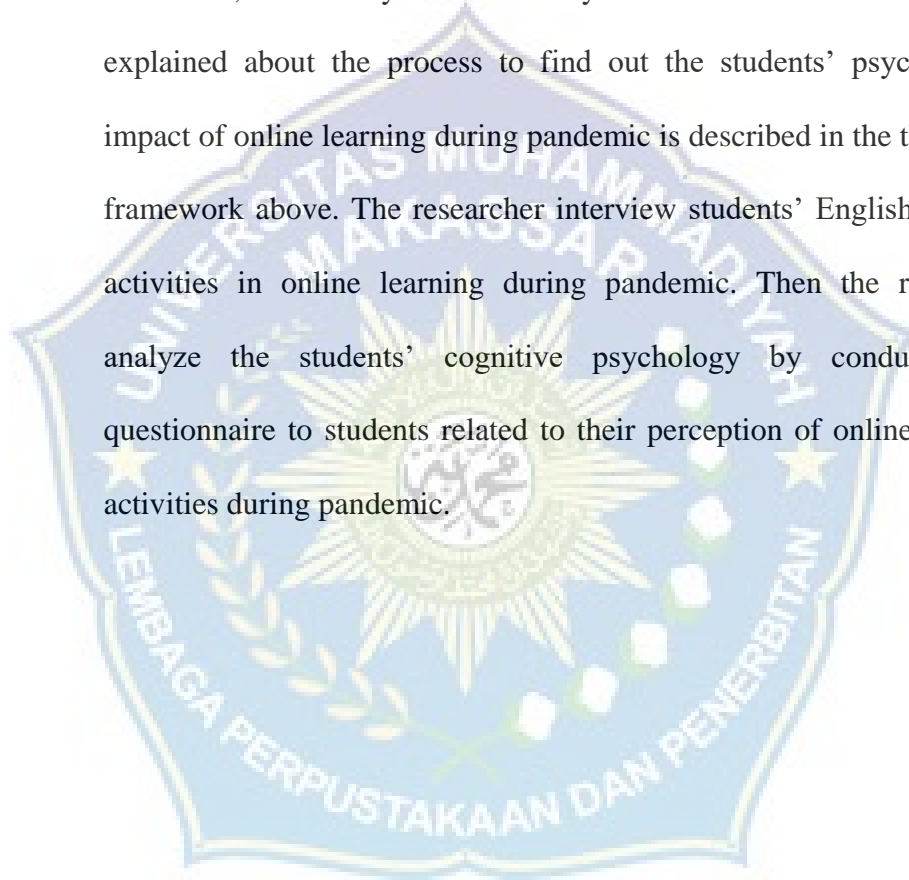 explained about the process to find out the students’ psyc
impact of online learning during pandemic is described in the t
framework above. The researcher interview students’ English
activities in online learning during pandemic. Then the r
analyze the students’ cognitive psychology by condu
questionnaire to students related to their perception of online
activities during pandemic.
UNIVERSITAS MUHAMMADIYAH
MAKASSAR
LEMBAGA PERPUSTAKAAN DAN PENERBITAN